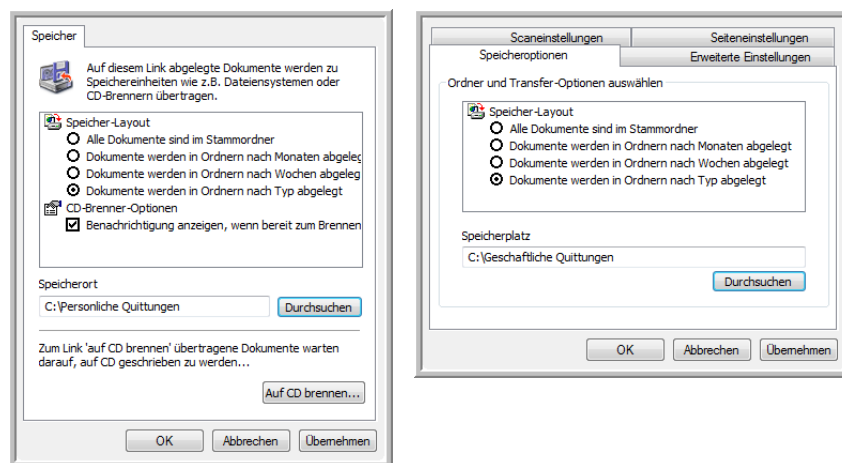 Speicher
Auf diesem Link abgelegte Dokumente werden zu
Speichereinheiten wie z.B. Dateiensystemen oder
CD-Brennern übertragen.
Speicher-Layout
Alle Dokumente sind im Stammordner
Dokumente werden in Ordnern nach Monaten abgeleg
Dokumente werden in Ordnern nach Wochen abgeleg
Dokumente werden in Ordnern nach Typ abgelegt
CD-Brenner-Optionen
Benachrichtigung anzeigen, wenn bereit zum Brennen
Speicherort
C:\Personliche Quittungen
Durchsuchen
Zum Link 'auf CD brennen' übertragene Dokumente warten
darauf, auf CD geschrieben zu werden...
Auf CD brennen...
OK Abbrechen Übernehmen
Scaneinstellungen Seiteneinstellungen
Speicheroptionen Erweiterte Einstellungen
Ordner und Transfer-Optionen auswählen
Speicher-Layout
Alle Dokumente sind im Stammordner
Dokumente werden in Ordnern nach Monaten abgelegt
Dokumente werden in Ordnern nach Wochen abgelegt
Dokumente werden in Ordnern nach Typ abgelegt
Speicherplatz
C:\Geschaftliche Quittungen
Durchsuchen
OK Abbrechen Übernehmen